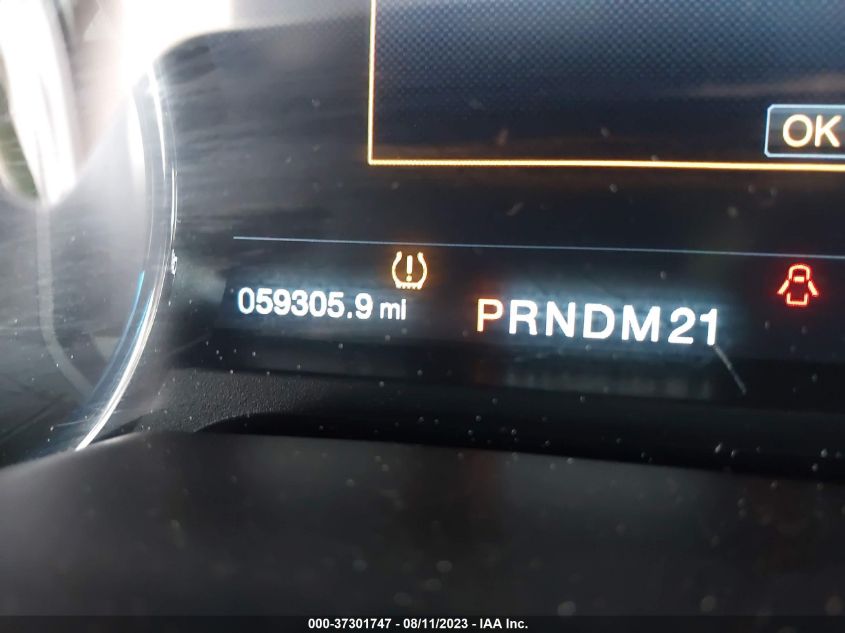 OK
059305.9 mi
PRNDM21
000-37301747 - 08/11/2023 - IAA Inc.